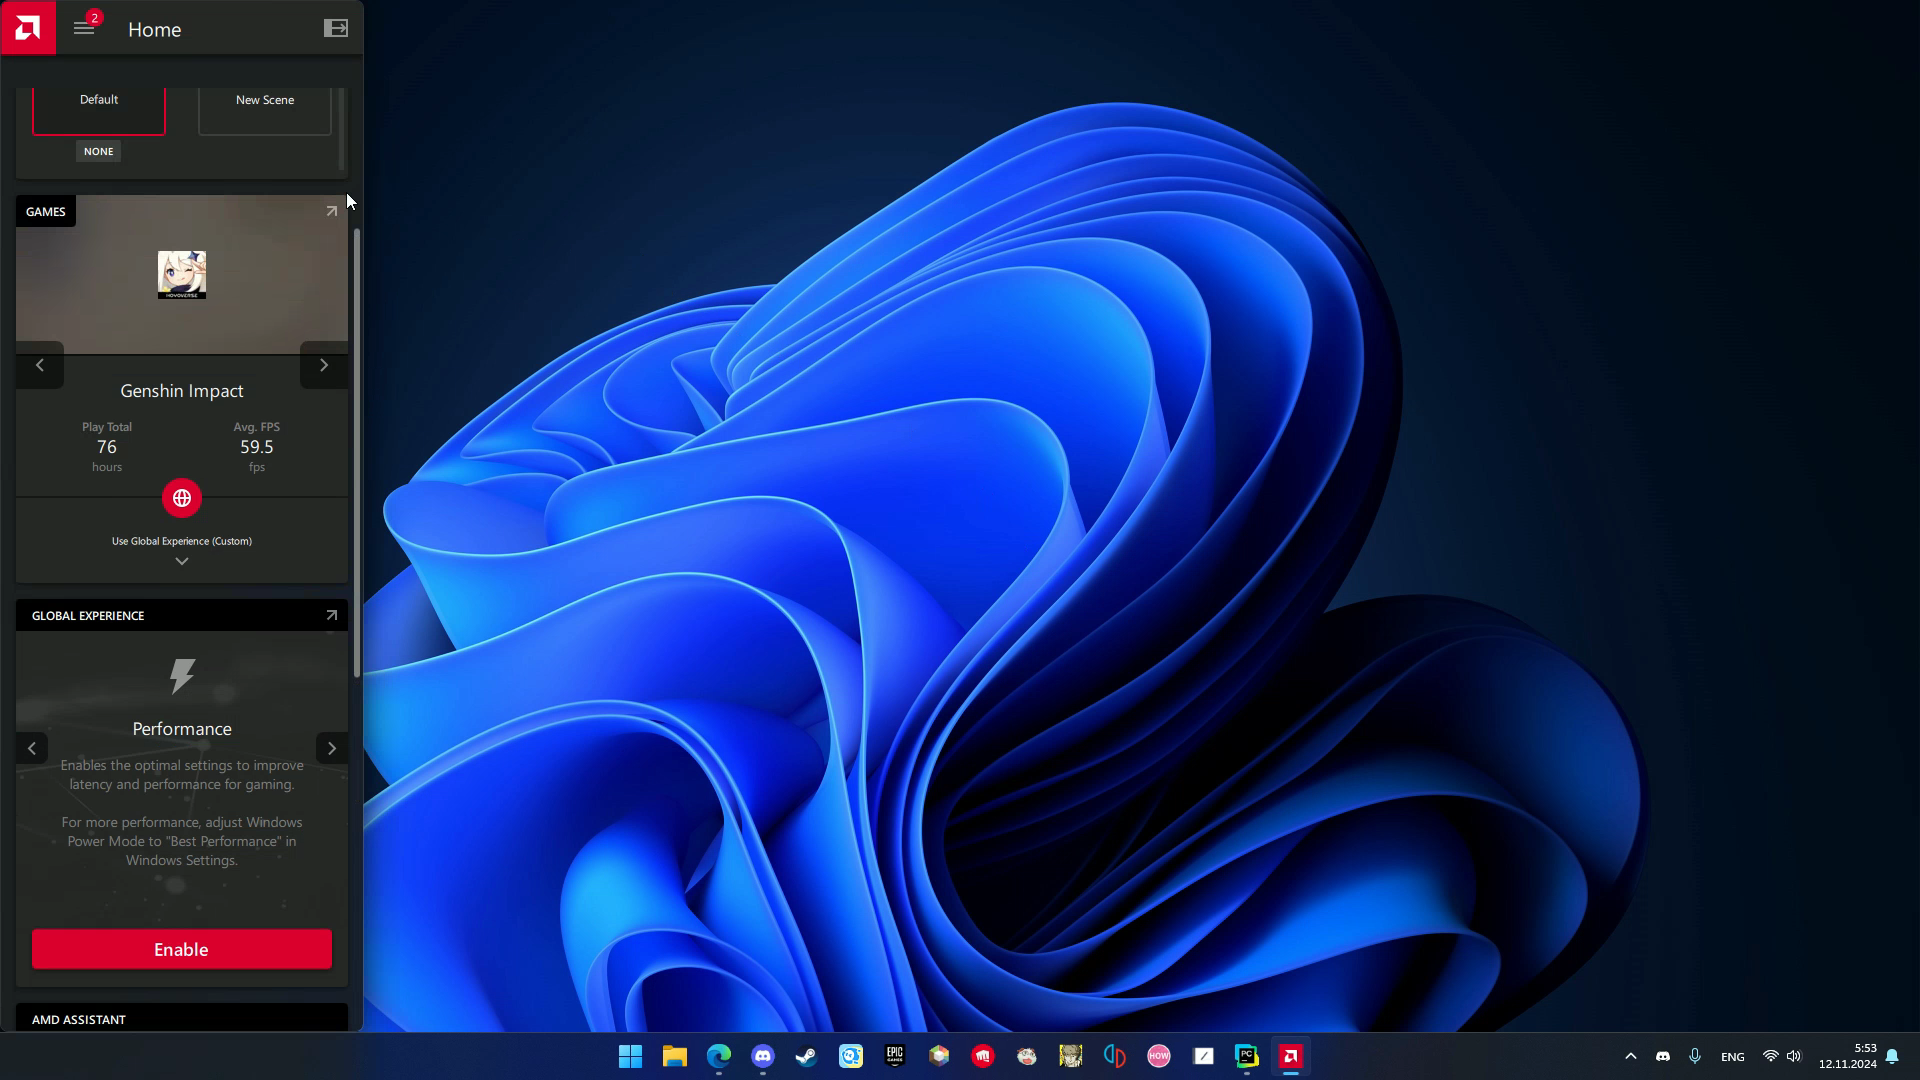 2
Home
Default
New Scene
NONE
GAMES
HOYOVERSE
Genshin Impact
Play Total
76
hours
Avg. FPS
59.5
fps
Use Global Experience (Custom)
GLOBAL EXPERIENCE
Performance
Enables the optimal settings to improve
latency and performance for gaming.
For more performance, adjust Windows
Power Mode to "Best Performance" in
Windows Settings.
Enable
AMD ASSISTANT
EPIC
GAMES
HOW
PC
ENG
5:53
12.11.2024